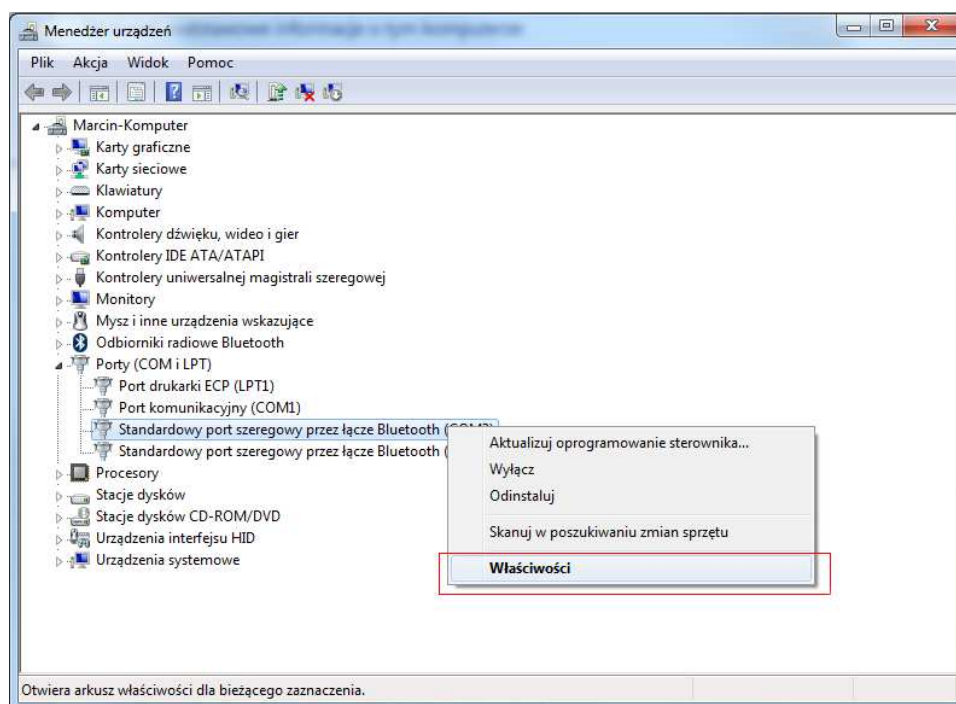 Menedżer urządzeń
Plik Akcja Widok Pomoc
Marcin-Komputer
Karty graficzne
Karty sieciowe
Klawiatury
Komputer
Kontrolery dźwięku, wideo i gier
Kontrolery IDE ATA/ATAPI
Kontrolery uniwersalnej magistrali szeregowej
Monitory
Mysz i inne urządzenia wskazujące
Odbiorniki radiowe Bluetooth
Porty (COM i LPT)
Port drukarki ECP (LPT1)
Port komunikacyjny (COM1)
Standardowy port szeregowy przez łącze Bluetooth (
Standardowy port szeregowy przez łącze Bluetooth (
Procesory
Stacje dysków
Stacje dysków CD-ROM/DVD
Urządzenia interfejsu HID
Urządzenia systemowe
Aktualizuj oprogramowanie sterownika...
Wyłącz
Odinstaluj
Skanuj w poszukiwaniu zmian sprzętu
Właściwości
Otwiera arkusz właściwości dla bieżącego zaznaczenia.